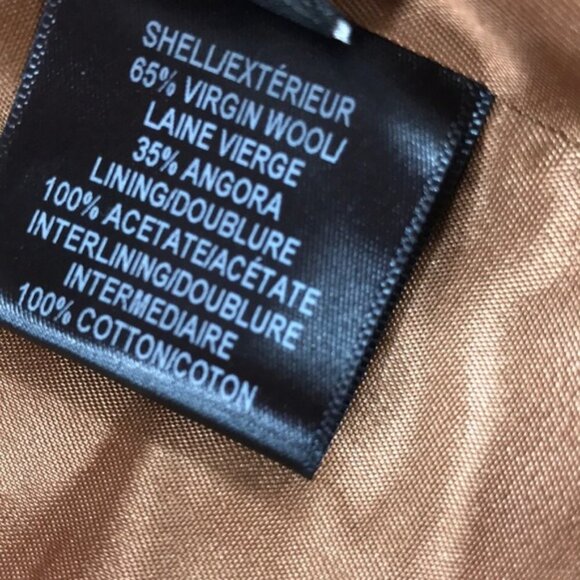 SHELL/EXTÉRIEUR
65% VIRGIN WOOL/
LAINE VIERGE
35% ANGORA
LINING/DOUBLURE
100% ACETATE/ACÉTATE
INTERLINING/DOUBLURE
INTERMEDIAIRE
100% COTTON/COTON